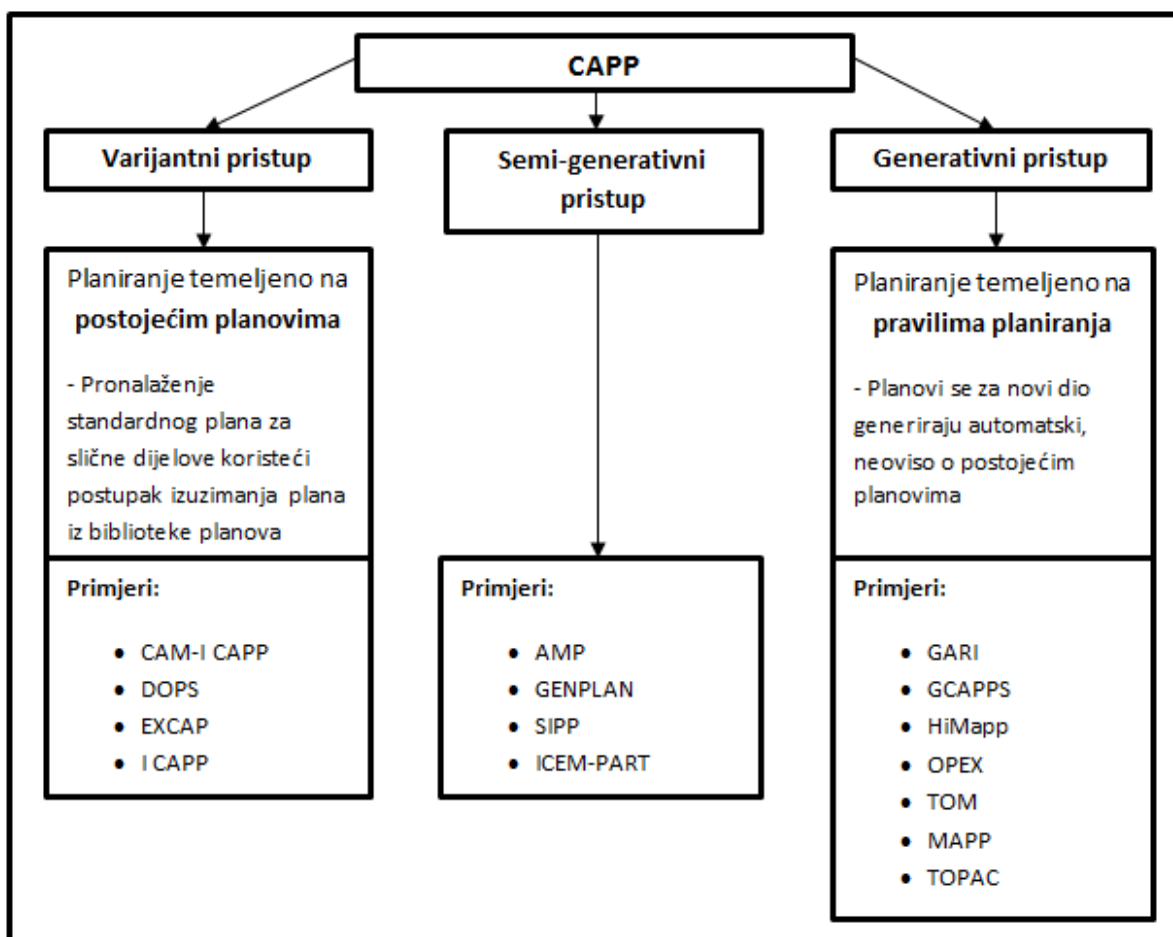 CAPP
Varijantni pristup
Planiranje temeljeno na
postojećim planovima
- Pronalaženje
standardnog plana za
slične dijelove koristeći
postupak izuzimanja plana
iz biblioteke planova
Primjeri:
• CAM-I CAPP
• DOPS
• EXCAP
• I CAPP
Semi-generativni
pristup
Primjeri:
• AMP
• GENPLAN
• SIPP
• ICEM-PART
Generativni pristup
Planiranje temeljeno na
pravilima planiranja
- Planovi se za novi dio
generiraju automatski,
neoviso o postojećim
planovima
Primjeri:
• GARI
• GCAPPS
• HiMapp
• OPEX
• TOM
• MAPP
• TOPAC